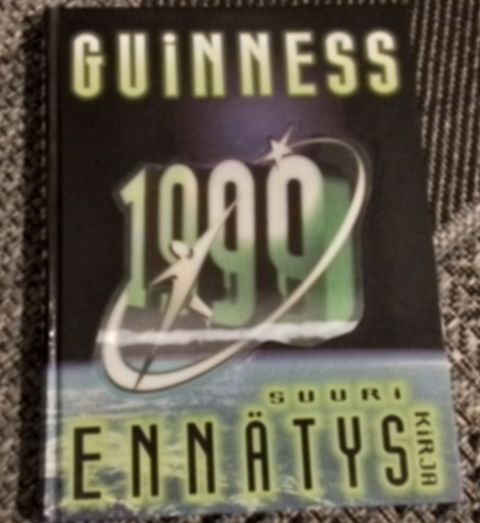 GUiNNESS
1999
SUURi
ENNÄTYS
KiRJA